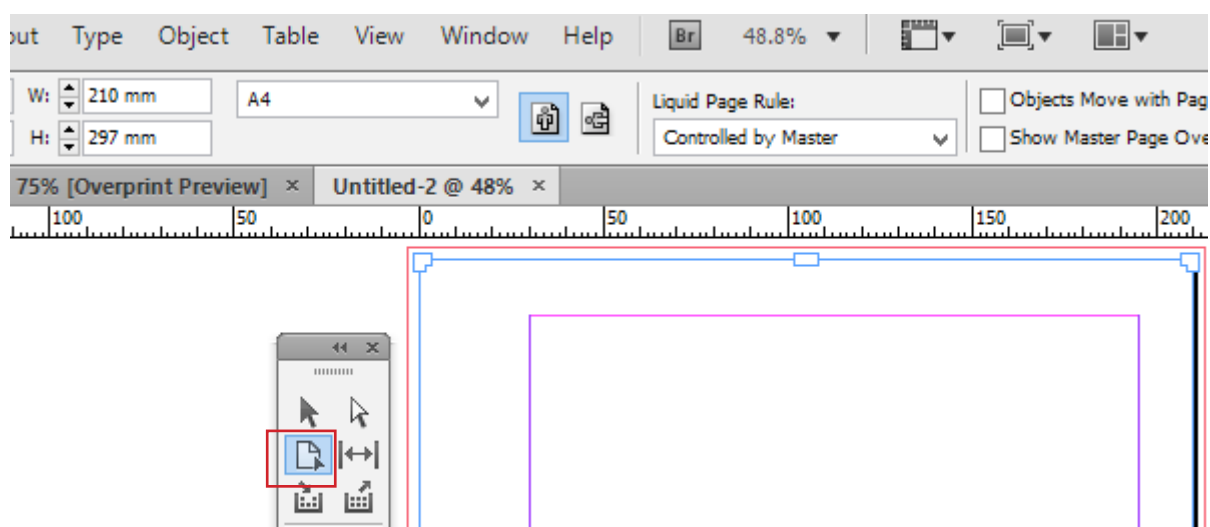 out Type Object Table View Window Help Br 48.8%
W: 210 mm A4 Liquid Page Rule: Objects Move with Pag
H: 297 mm Controlled by Master Show Master Page Ove
75% [Overprint Preview] × Untitled-2 @ 48% ×
100 50 0 50 100 150 200